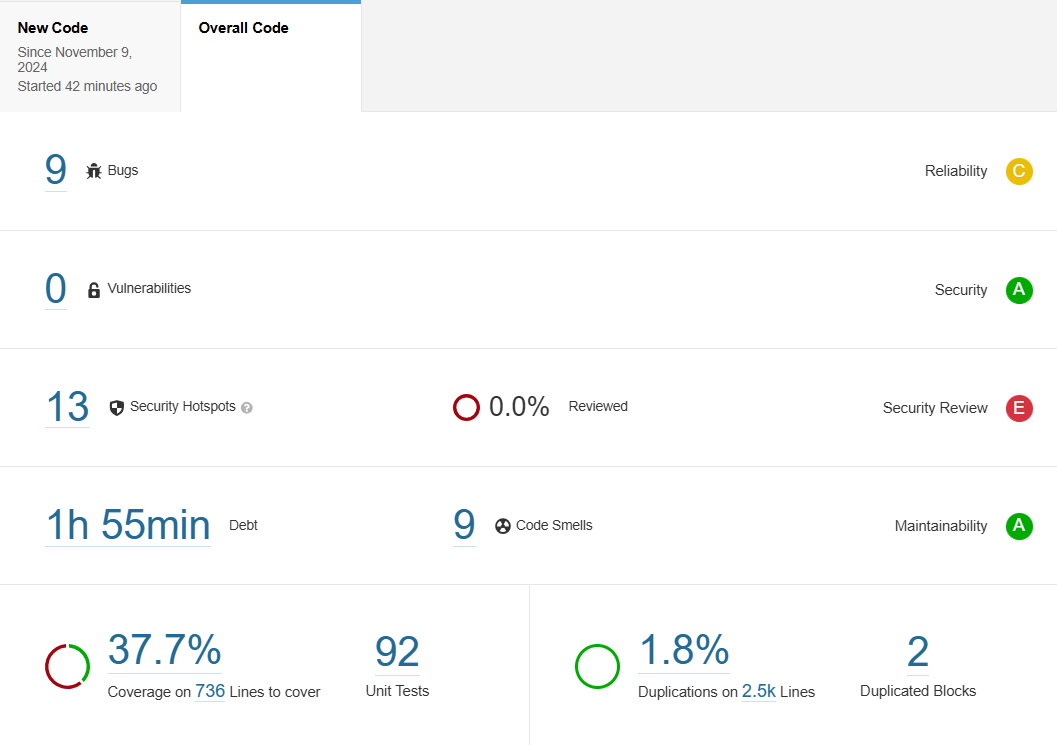 New Code
Since November 9,
2024
Started 42 minutes ago
Overall Code
9 Bugs Reliability C
0 Vulnerabilities Security A
13 Security Hotspots ? 0.0% Reviewed Security Review E
1h 55min Debt 9 Code Smells Maintainability A
37.7%
Coverage on 736 Lines to cover
92
Unit Tests
1.8%
Duplications on 2.5k Lines
2
Duplicated Blocks